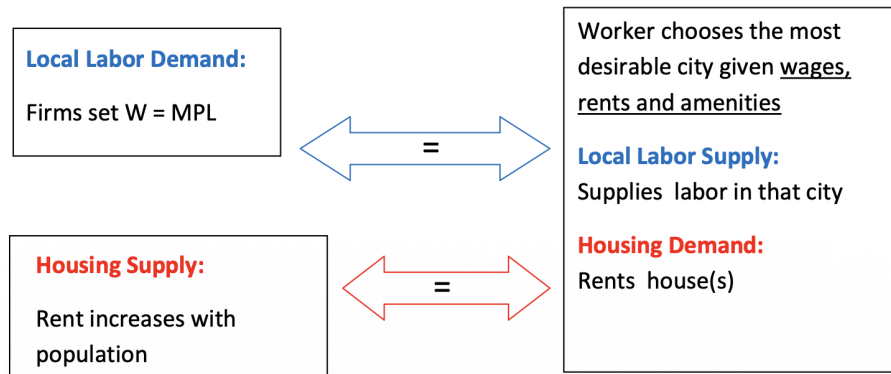 Local Labor Demand:
Firms set W = MPL
=
Worker chooses the most
desirable city given wages,
rents and amenities
Local Labor Supply:
Supplies labor in that city
Housing Demand:
Rents house(s)
Housing Supply:
Rent increases with
population
=